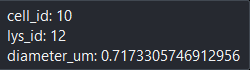 cell_id: 10
lys_id: 12
diameter_um: 0.7173305746912956